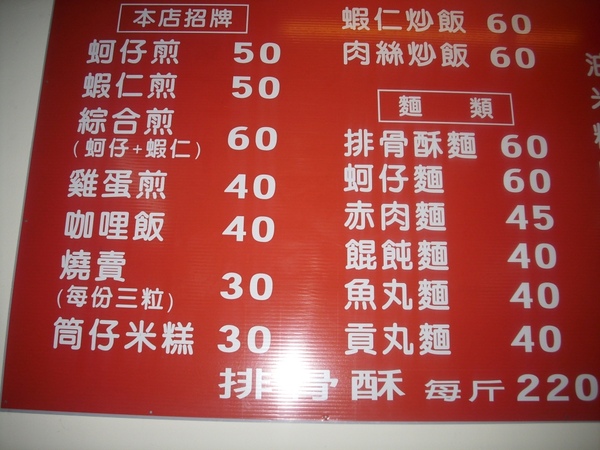 本店招牌
蚵仔煎 50
蝦仁煎 50
綜合煎 60
(蚵仔+蝦仁)
雞蛋煎 40
咖哩飯 40
燒賣 30
(每份三粒)
筒仔米糕 30
蝦仁炒飯 60
肉絲炒飯 60
麵 類
排骨酥麵 60
蚵仔麵 60
赤肉麵 45
餛飩麵 40
魚丸麵 40
貢丸麵 40
排骨酥 每斤 220
米